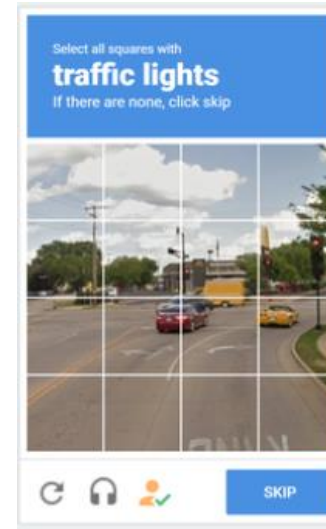 Select all squares with
traffic lights
If there are none, click skip
SKIP